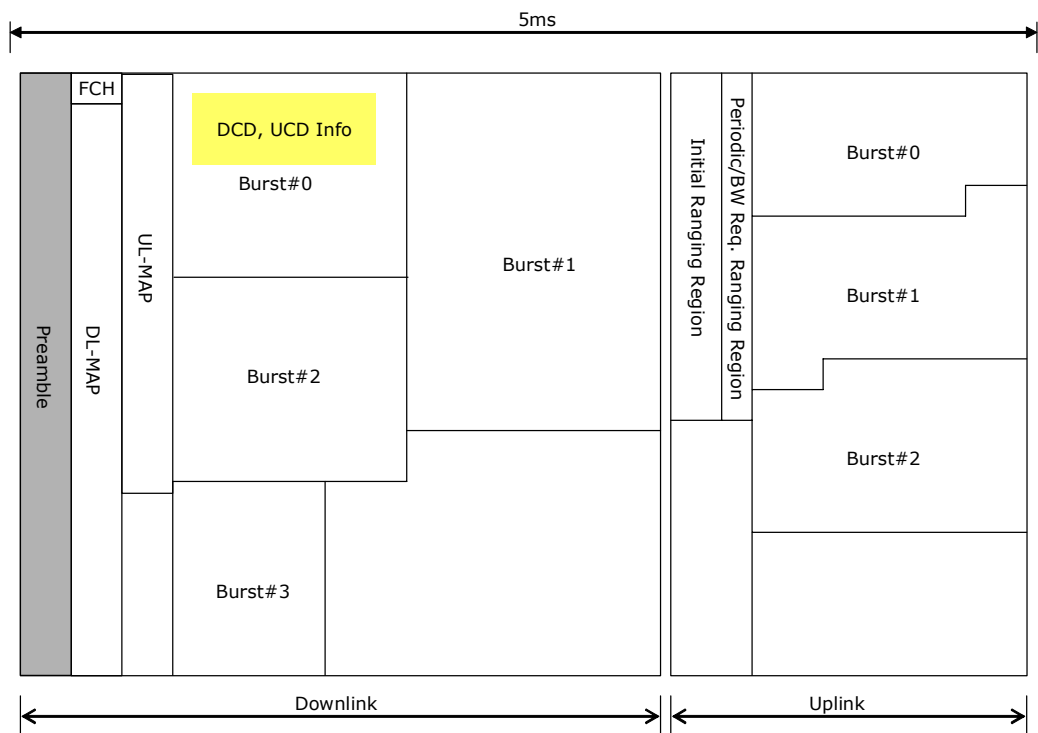 5ms
Preamble
FCH
DL-MAP
UL-MAP
DCD, UCD Info
Burst#0
Burst#2
Burst#3
Burst#1
Initial Ranging Region
Periodic/BW Req. Ranging Region
Burst#0
Burst#1
Burst#2
Downlink
Uplink